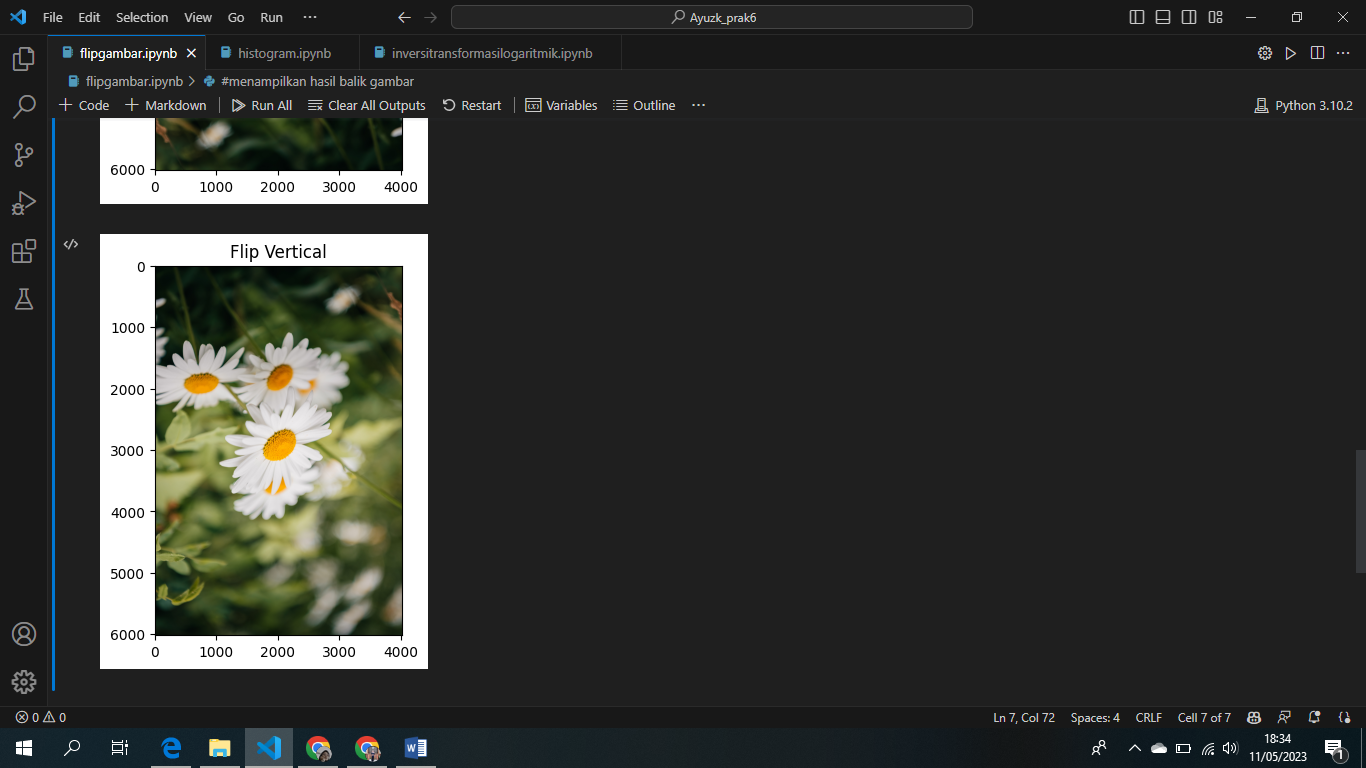 File Edit Selection View Go Run ···
Ayuzk_prak6
flipgambar.ipynb histogram.ipynb inversitransformasilogaritmik.ipynb
flipgambar.ipynb > #menampilkan hasil balik gambar
+ Code + Markdown Run All Clear All Outputs Restart Variables Outline ··· Python 3.10.2
6000
0 1000 2000 3000 4000
Flip Vertical
0
1000
2000
3000
4000
5000
6000
0 1000 2000 3000 4000
0 0 Ln 7, Col 72 Spaces: 4 CRLF Cell 7 of 7
18:34
11/05/2023
1